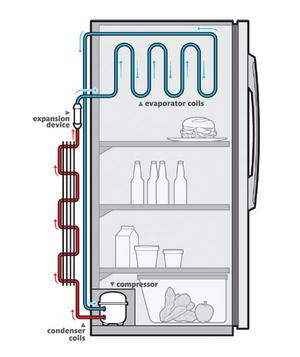 evaporator coils
expansion
device
compressor
condenser
coils